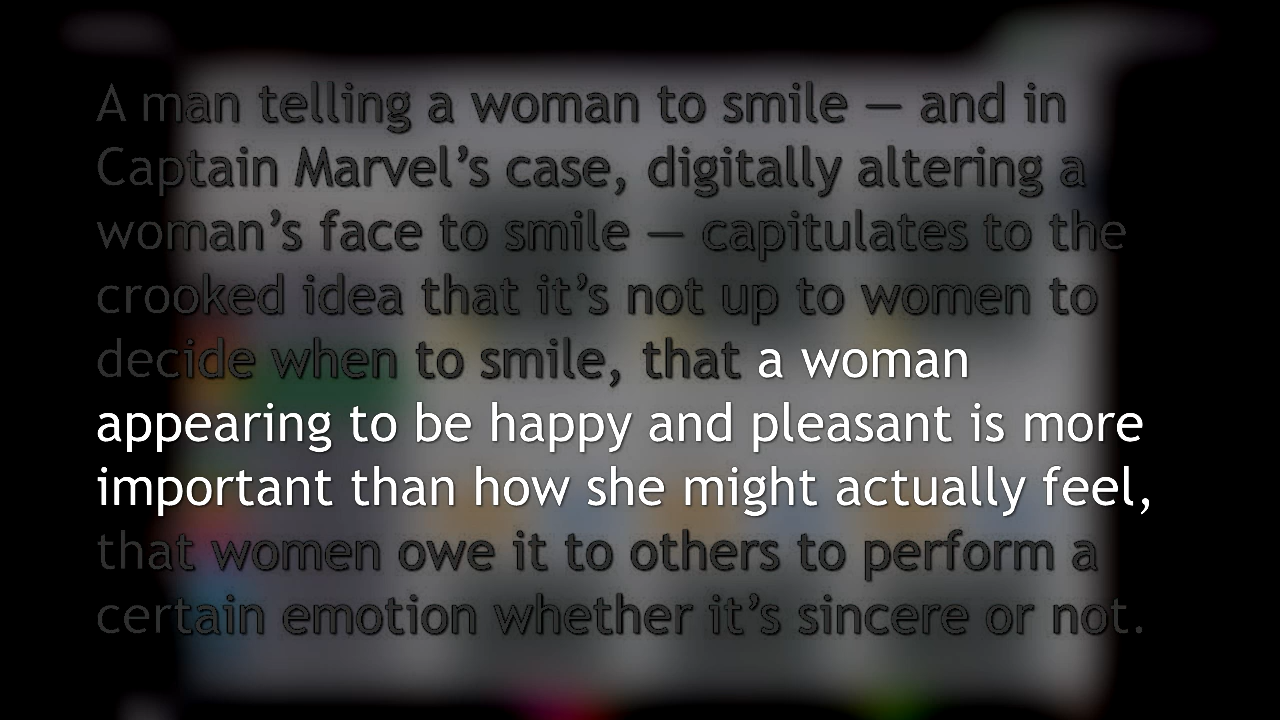 A man telling a woman to smile — and in
Captain Marvel’s case, digitally altering a
woman’s face to smile — capitulates to the
crooked idea that it’s not up to women to
decide when to smile, that a woman
appearing to be happy and pleasant is more
important than how she might actually feel,
that women owe it to others to perform a
certain emotion whether it’s sincere or not.